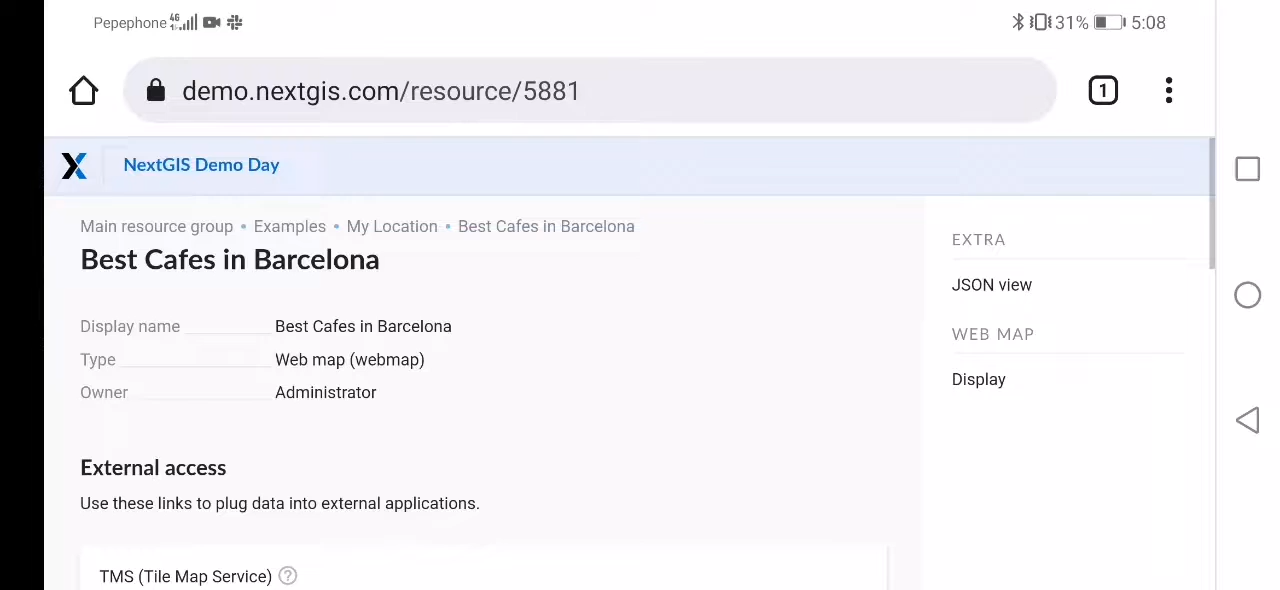 Pepephone 4G 31% 5:08
demo.nextgis.com/resource/5881 1
NextGIS Demo Day
Main resource group • Examples • My Location • Best Cafes in Barcelona
Best Cafes in Barcelona
Display name Best Cafes in Barcelona
Type Web map (webmap)
Owner Administrator
External access
Use these links to plug data into external applications.
TMS (Tile Map Service) ?
EXTRA
JSON view
WEB MAP
Display